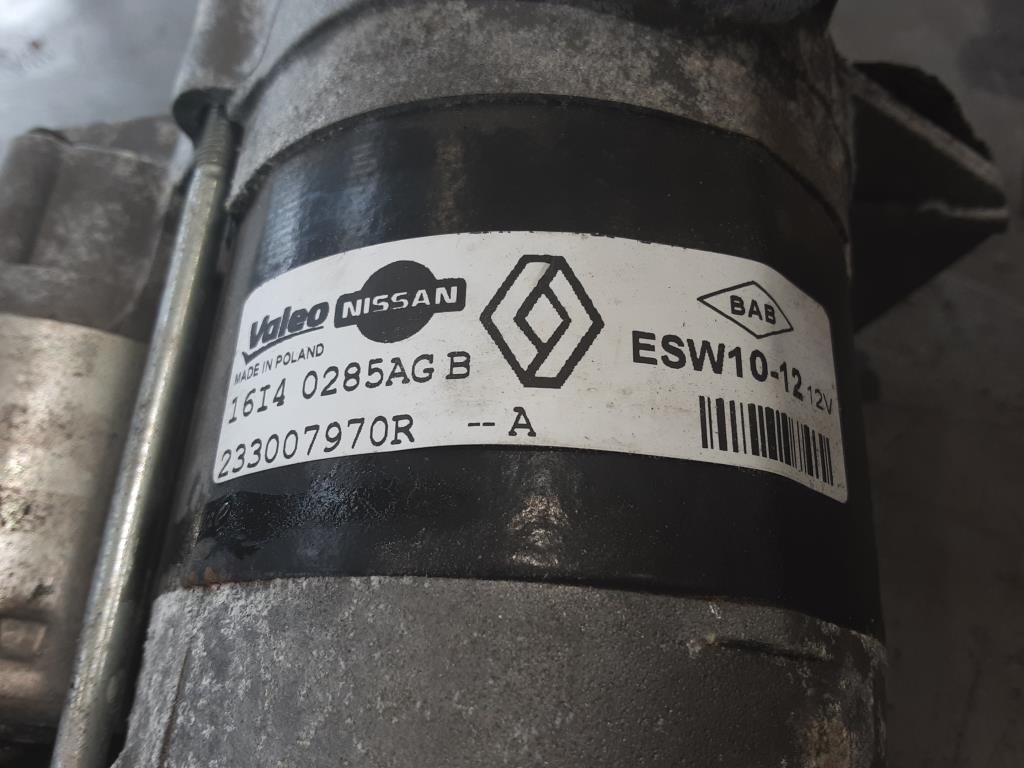 Valeo NISSAN
MADE IN POLAND
16I4 0285AG B
233007970R -- A
BAB
ESW10-12 12V